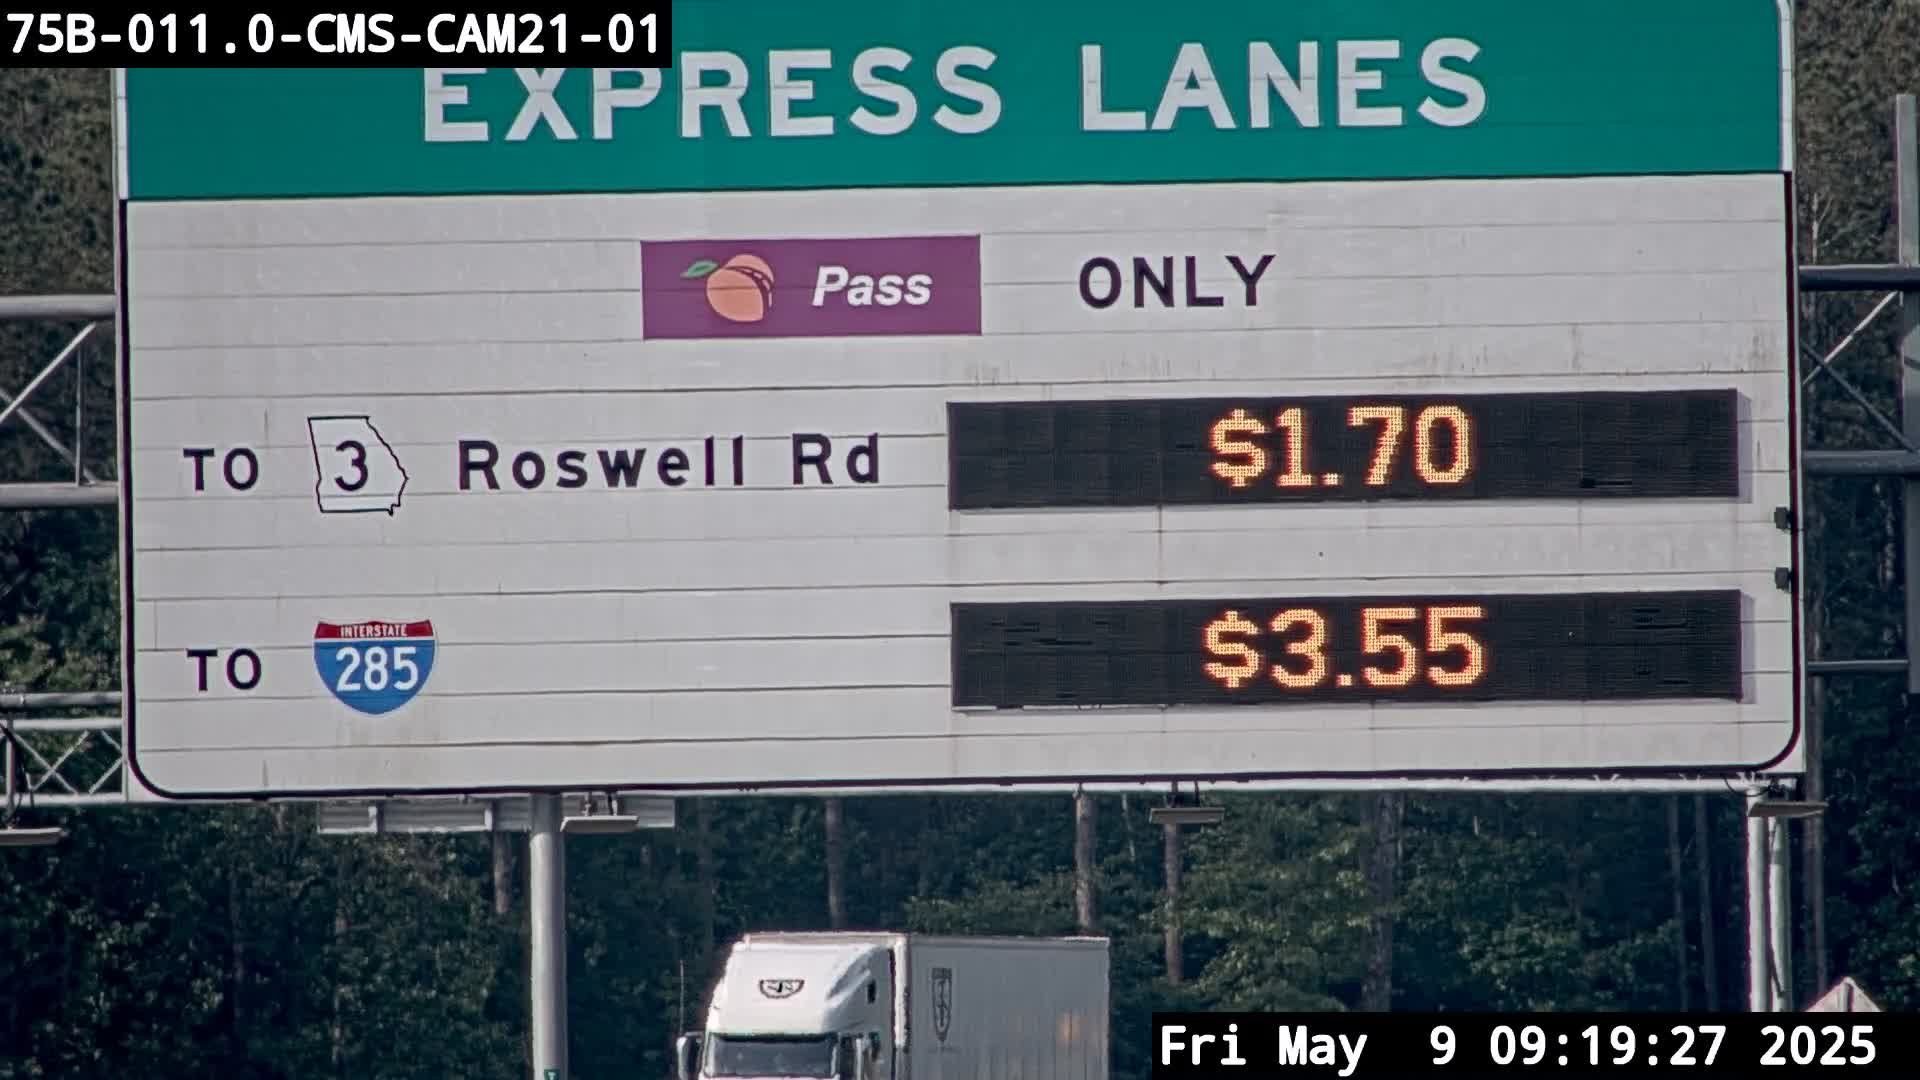 75B-011.0-CMS-CAM21-01
EXPRESS LANES
Pass ONLY
TO 3 Roswell Rd $1.70
INTERSTATE
TO 285 $3.55
Fri May 9 09:19:27 2025